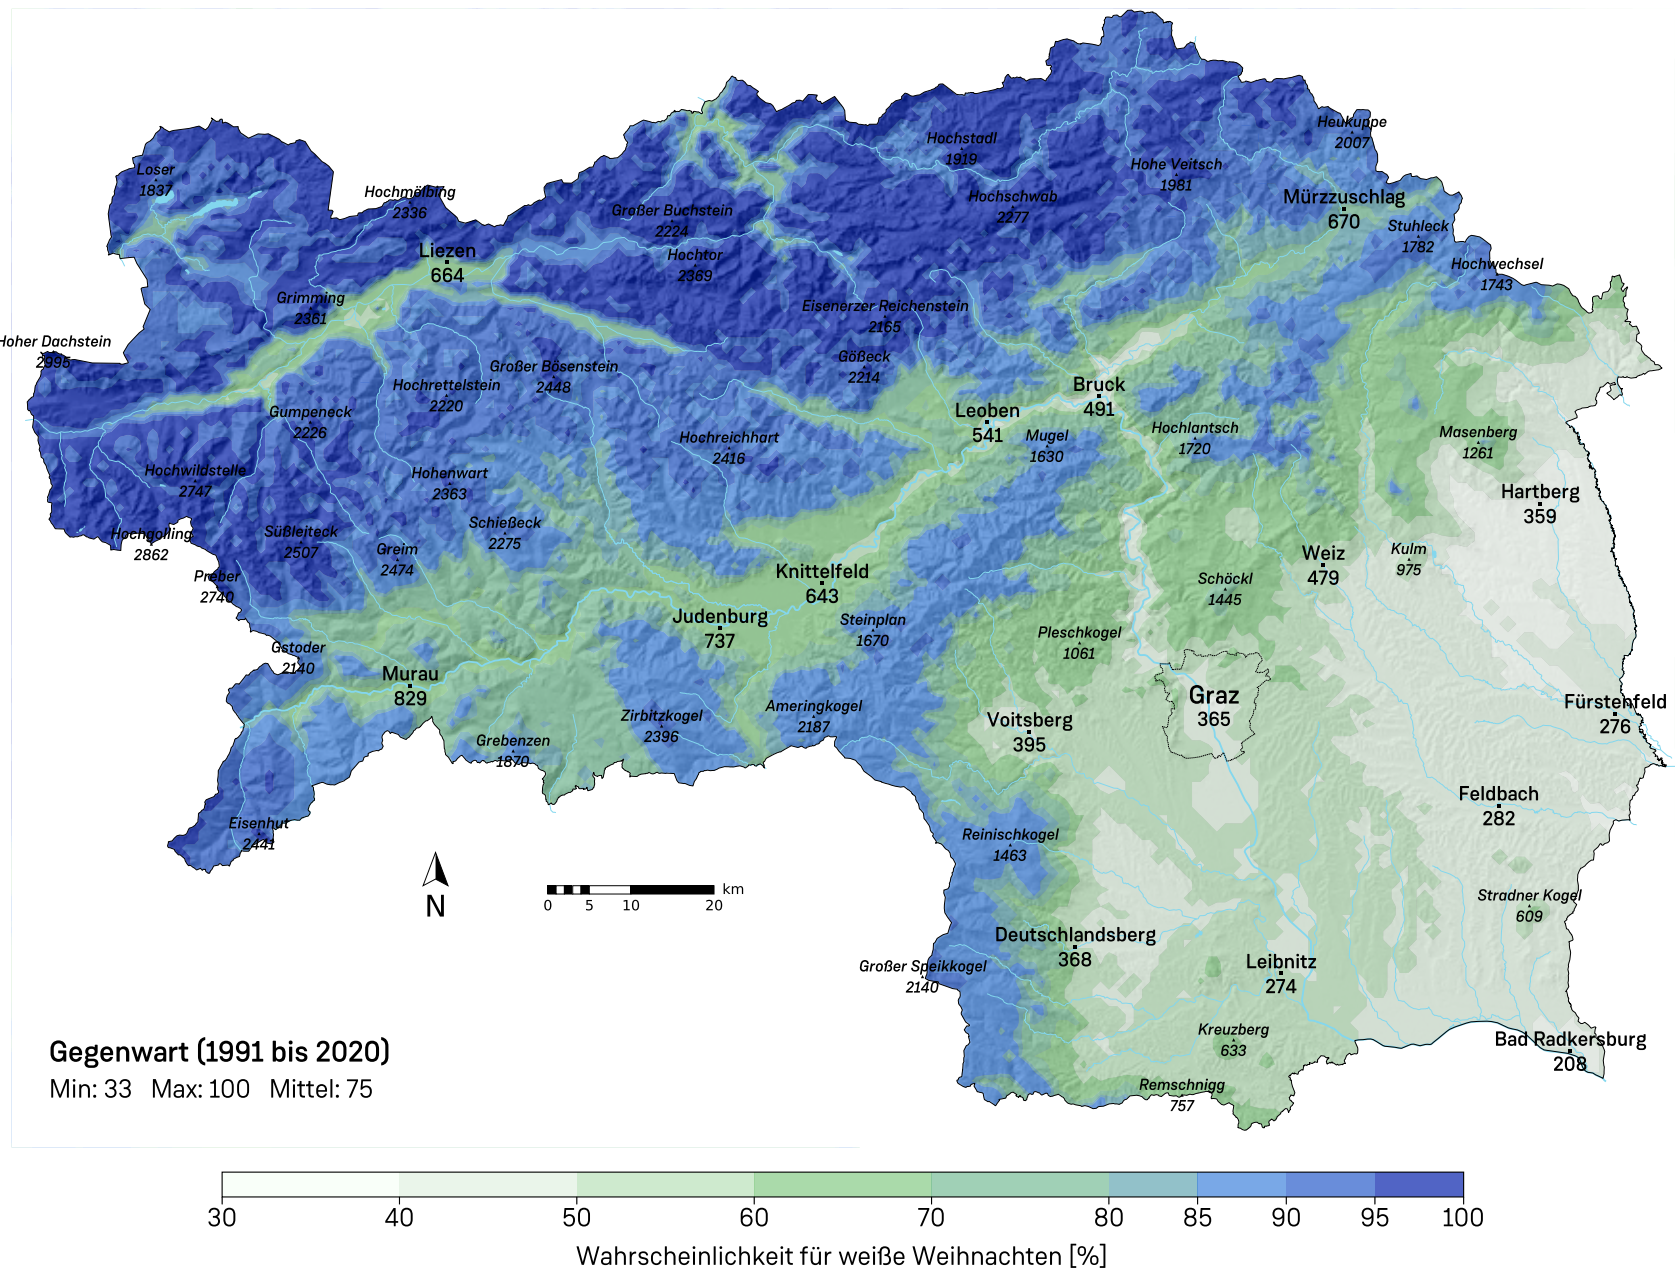 Heukuppe
2007
Hochstadl
1919
Hohe Veitsch
1981
Loser
1837
Hochmölbing
2336
Hochschwab
2277
Mürzzuschlag
670
Großer Buchstein
2224
Stuhleck
1782
Liezen
664
Hochtor
2369
Hochwechsel
1743
Grimming
2361
Eisenerzer Reichenstein
2165
Hoher Dachstein
2995
Großer Bösenstein
2448
Gößeck
2214
Hochrettelstein
2220
Bruck
491
Gumpeneck
2226
Leoben
541
Hochreichhart
2416
Mugel
1630
Hochlantsch
1720
Masenberg
1261
Hochwildstelle
2747
Hohenwart
2363
Hartberg
359
Hochgolling
2862
Süßleiteck
2507
Schießeck
2275
Greim
2474
Weiz
479
Kulm
975
Preber
2740
Knittelfeld
643
Schöckl
1445
Judenburg
737
Steinplan
1670
Pleschkogel
1061
Gstoder
2140
Murau
829
Graz
365
Fürstenfeld
276
Zirbitzkogel
2396
Ameringkogel
2187
Voitsberg
395
Grebenzen
1870
Feldbach
282
Eisenhut
2441
Reinischkogel
1463
N
km
0 5 10 20
Stradner Kogel
609
Deutschlandsberg
368
Großer Speikkogel
2140
Leibnitz
274
Kreuzberg
633
Bad Radkersburg
208
Remschnigg
757
Gegenwart (1991 bis 2020)
Min: 33 Max: 100 Mittel: 75
30 40 50 60 70 80 85 90 95 100
Wahrscheinlichkeit für weiße Weihnachten [%]